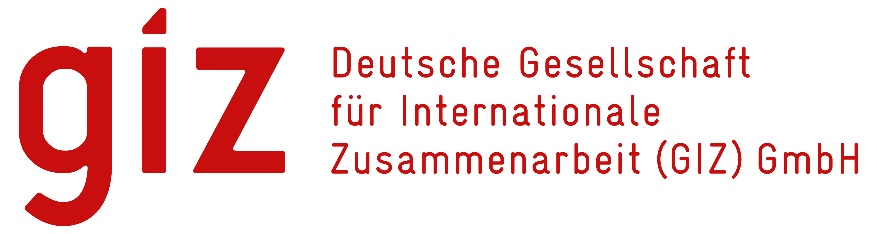 giz
Deutsche Gesellschaft
für Internationale
Zusammenarbeit (GIZ) GmbH